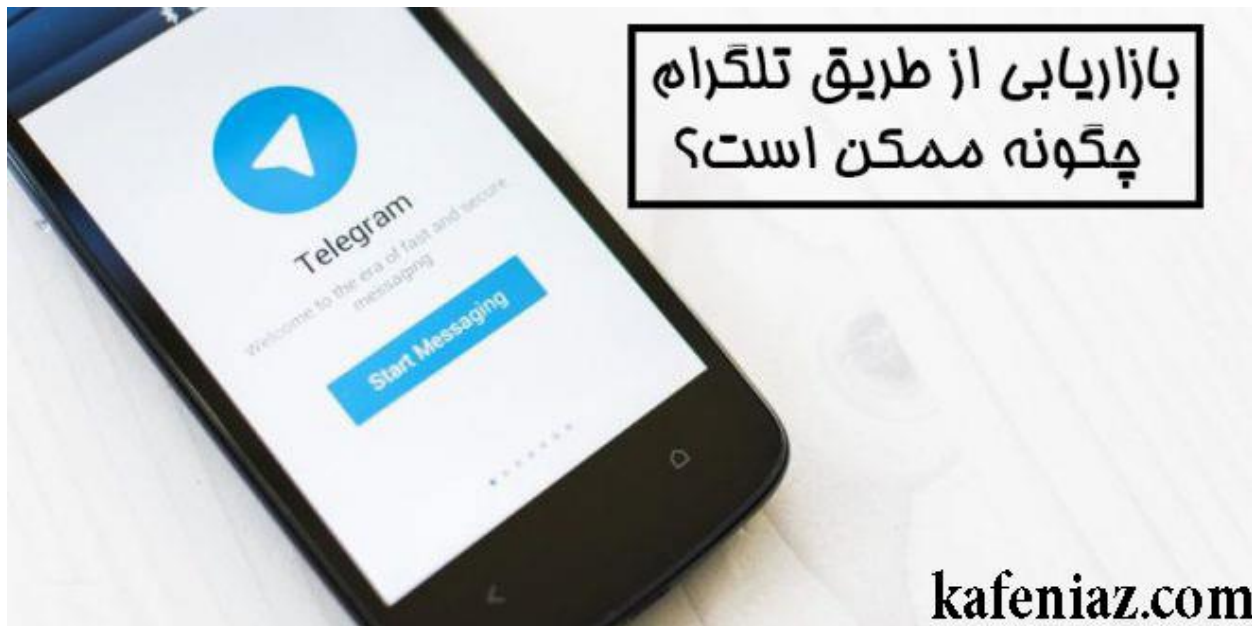 بازاریابی از طریق تلگرام
چگونه ممکن است؟
Telegram
Welcome to the era of fast and secure
messaging
Start Messaging
kafeniaz.com